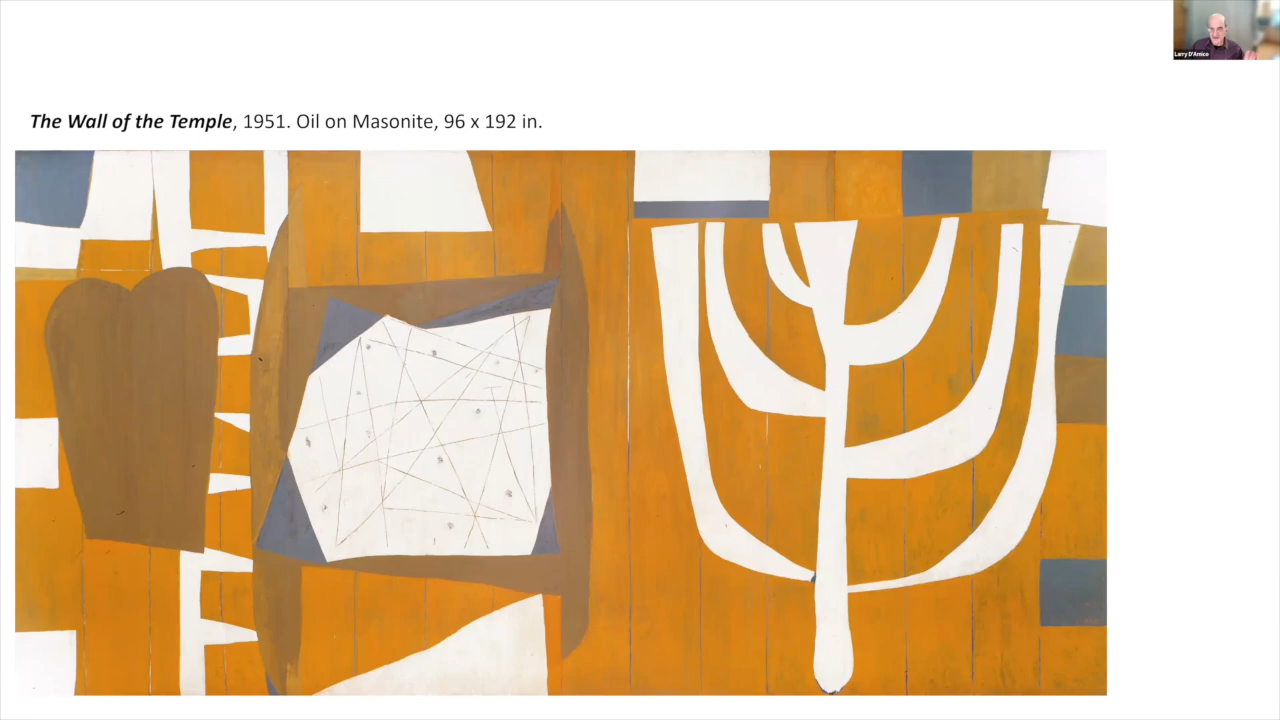 Larry D'Amico
The Wall of the Temple, 1951. Oil on Masonite, 96 x 192 in.